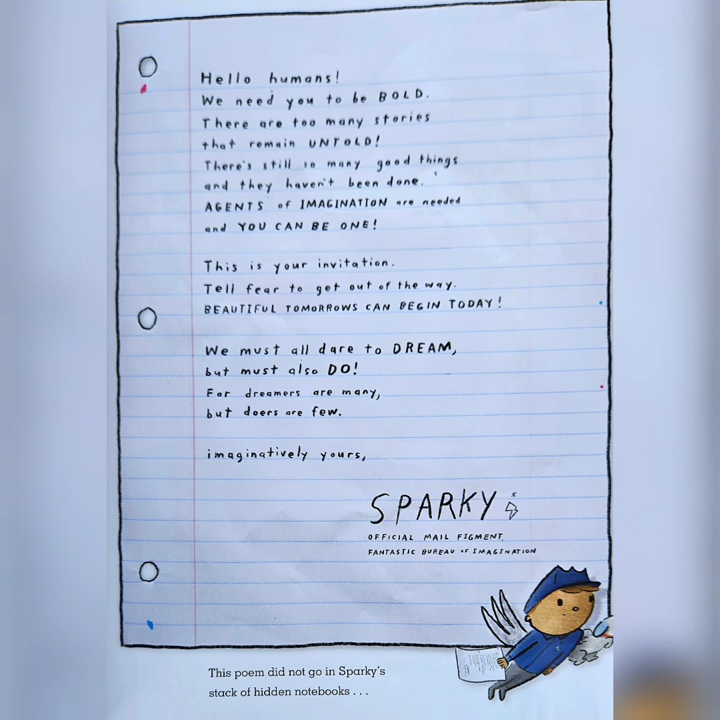 Hello humans!
We need you to be BOLD.
There are too many stories
that remain UNTOLD!
There's still so many good things
and they haven't been done.
AGENTS of IMAGINATION are needed
and YOU CAN BE ONE!
This is your invitation.
Tell fear to get out of the way.
BEAUTIFUL TOMORROWS CAN BEGIN TODAY!
We must all dare to DREAM,
but must also DO!
For dreamers are many,
but doers are few.
imaginatively yours,
SPARKY
OFFICIAL MAIL FIGMENT,
FANTASTIC BUREAU of IMAGINATION
This poem did not go in Sparky's
stack of hidden notebooks . . .